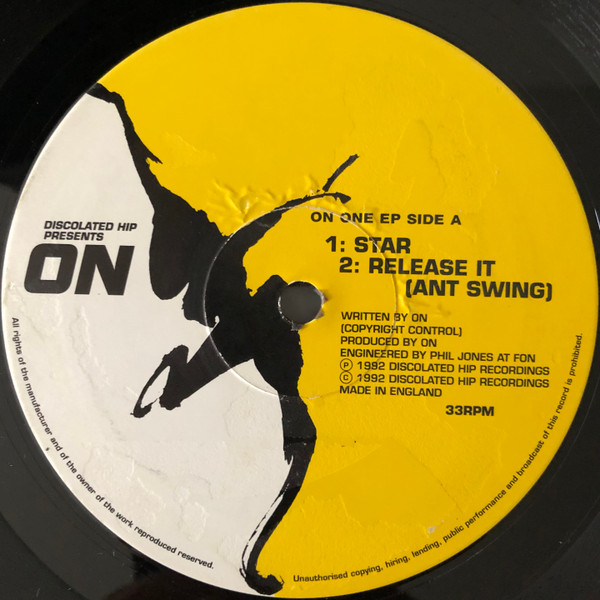 DISCOLATED HIP
PRESENTS
ON
ON ONE EP SIDE A
1: STAR
2: RELEASE IT
(ANT SWING)
WRITTEN BY ON
(COPYRIGHT CONTROL)
PRODUCED BY ON
ENGINEERED BY PHIL JONES AT FON
Ⓟ 1992 DISCOLATED HIP RECORDINGS
© 1992 DISCOLATED HIP RECORDINGS
MADE IN ENGLAND
33RPM
All rights of the manufacturer and of the owner of the work reproduced reserved.
Unauthorised copying, hiring, lending, public performance and broadcast of this record is prohibited.